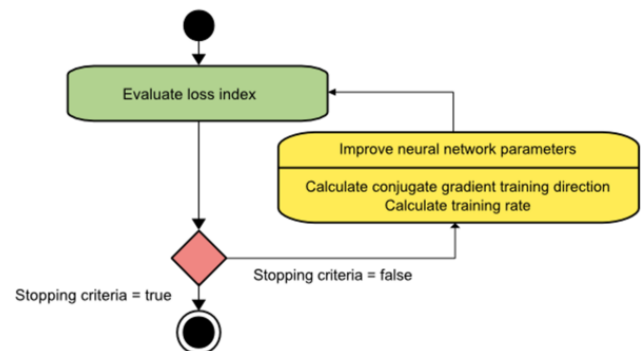 Evaluate loss index
Improve neural network parameters
Calculate conjugate gradient training direction
Calculate training rate
Stopping criteria = false
Stopping criteria = true